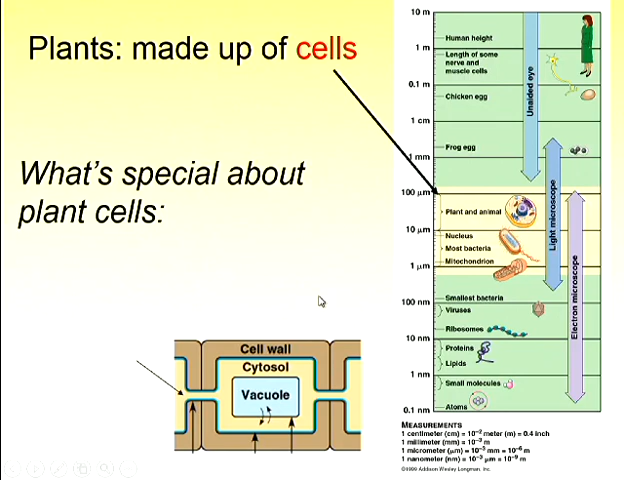 Plants: made up of cells
What's special about
plant cells:
Cell wall
Cytosol
Vacuole
10 m
1 m
0.1 m
1 cm
1 mm
100 µm
10 µm
1 µm
100 nm
10 nm
1 nm
0.1 nm
Human height
Length of some
nerve and
muscle cells
Chicken egg
Frog egg
Plant and animal
Nucleus
Most bacteria
Mitochondrion
Smallest bacteria
Viruses
Ribosomes
Proteins
Lipids
Small molecules
Atoms
Unaided eye
Light microscope
Electron microscope
MEASUREMENTS
1 centimeter (cm) = 10⁻² meter (m) = 0.4 inch
1 millimeter (mm) = 10⁻³ m
1 micrometer (µm) = 10⁻³ mm = 10⁻⁶ m
1 nanometer (nm) = 10⁻³ µm = 10⁻⁹ m
©1999 Addison Wesley Longman, Inc.